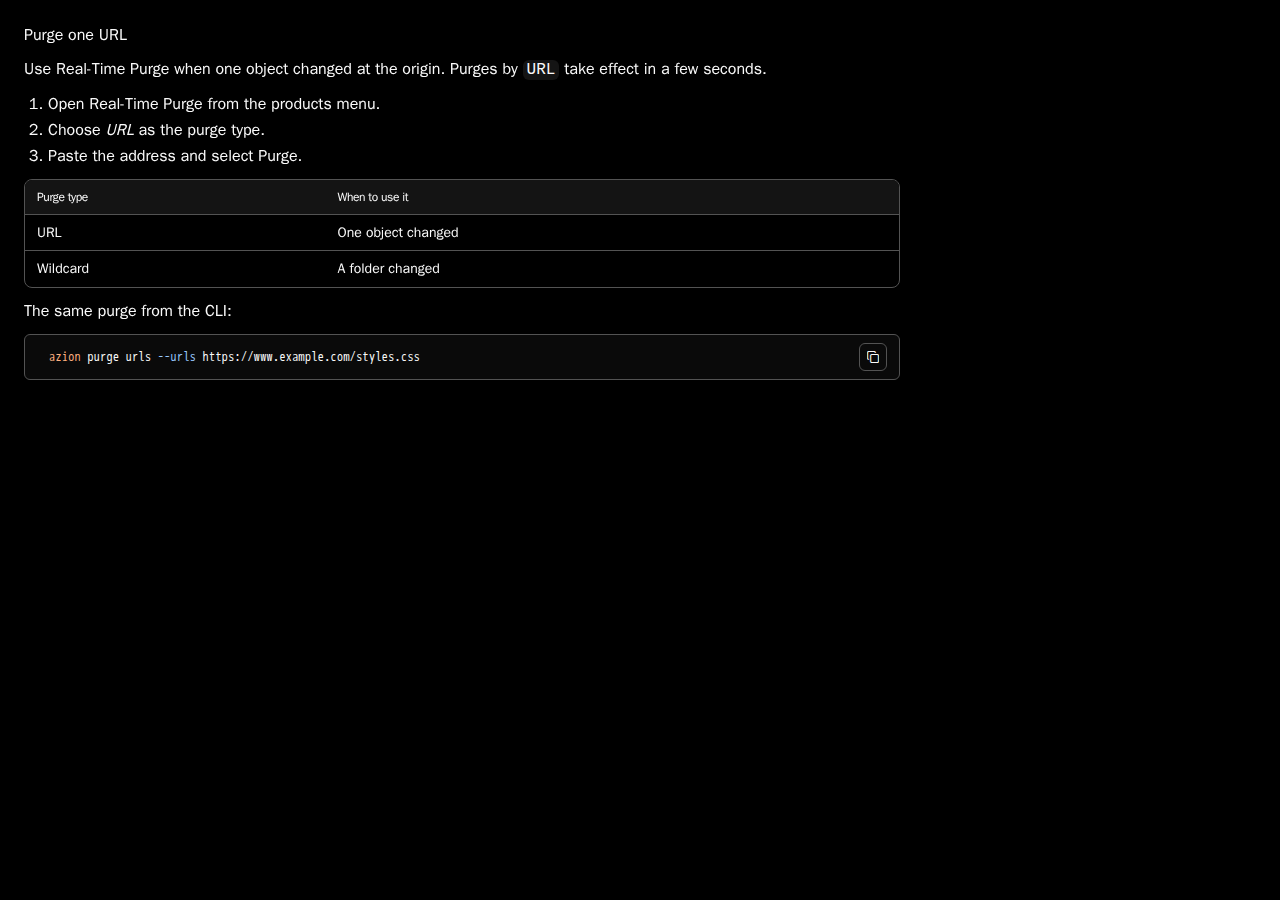 Purge one URL
Use Real-Time Purge when one object changed at the origin. Purges by URL take effect in a few seconds.
1. Open Real-Time Purge from the products menu.
2. Choose URL as the purge type.
3. Paste the address and select Purge.
Purge type When to use it
URL One object changed
Wildcard A folder changed
The same purge from the CLI:
azion purge urls --urls https://www.example.com/styles.css